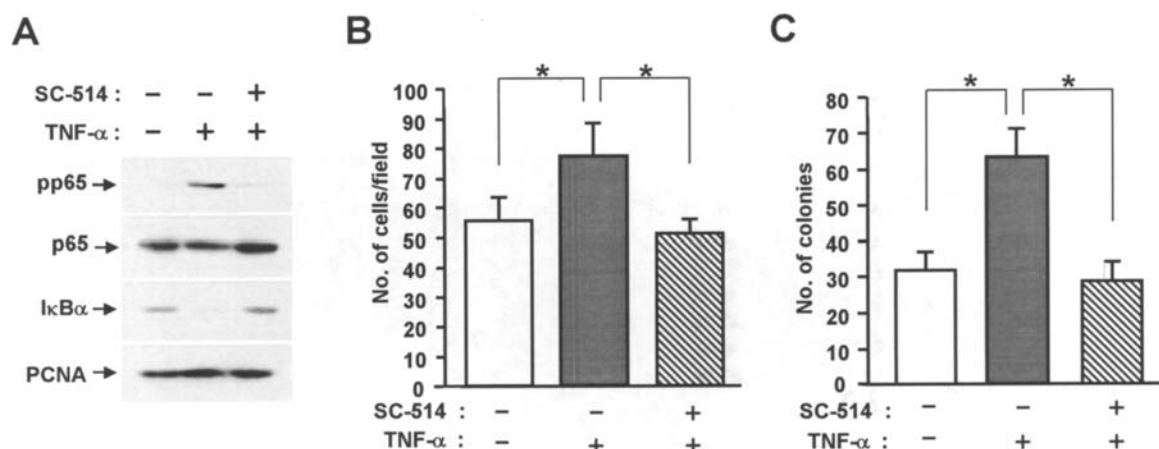 A
SC-514 : – – +
TNF-α : – + +
pp65
p65
IκBα
PCNA
B
No. of cells/field
100
90
80
70
60
50
40
30
20
10
0
* *
SC-514 : – – +
TNF-α : – + +
C
No. of colonies
80
70
60
50
40
30
20
10
0
* *
SC-514 : – – +
TNF-α : – + +